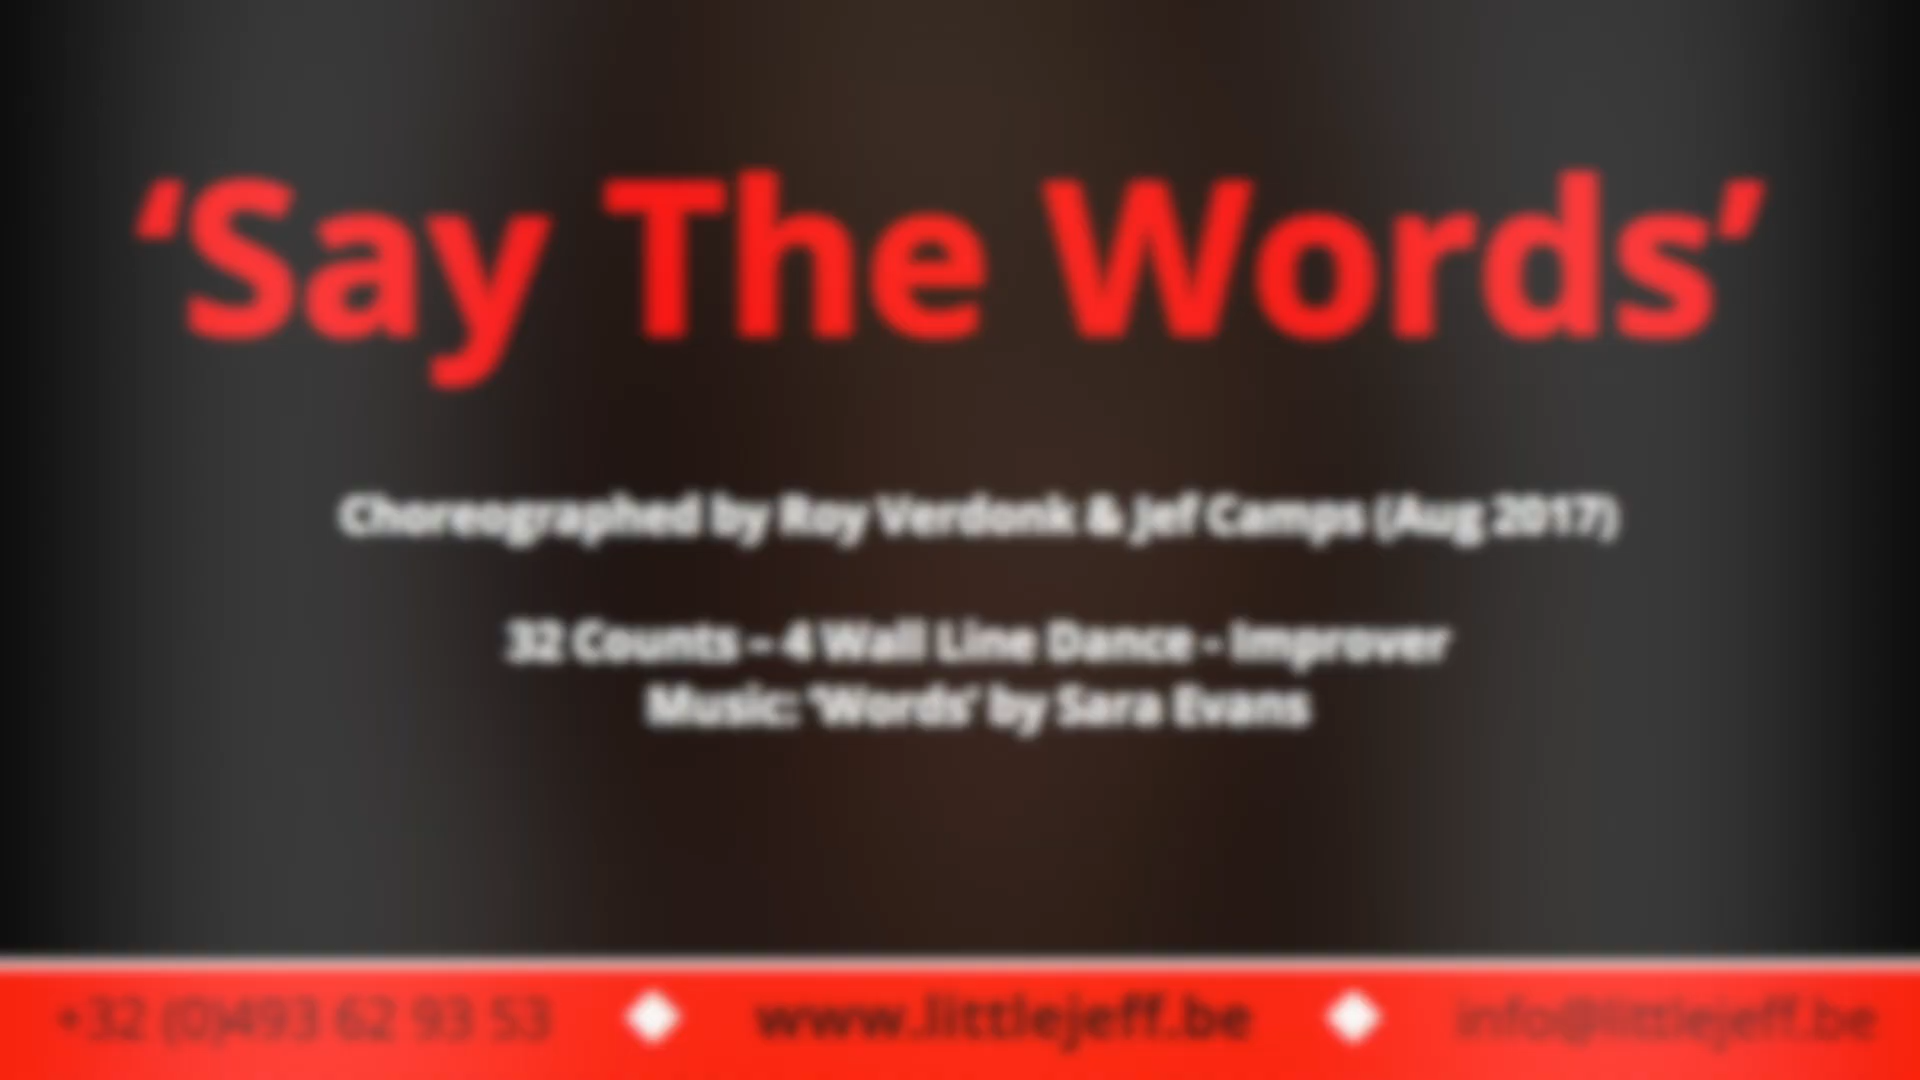 ‘Say The Words’
Choreographed by Roy Verdonk & Jef Camps (Aug 2017)
32 Counts – 4 Wall Line Dance - Improver
Music: ‘Words’ by Sara Evans
+32 (0)493 62 93 53 www.littlejeff.be info@littlejeff.be